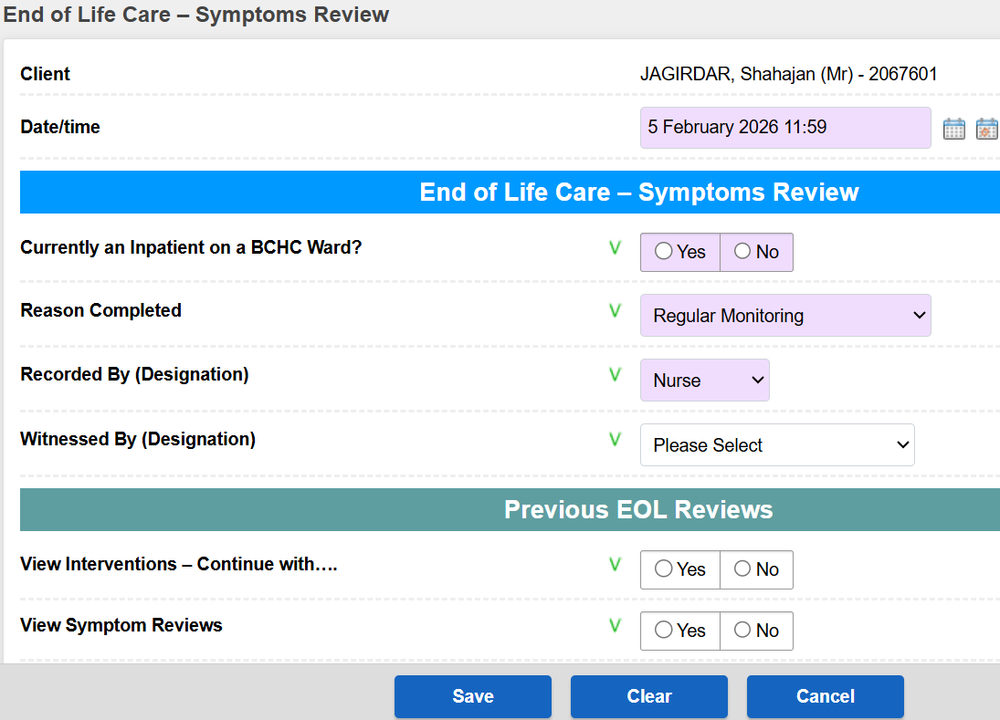 End of Life Care – Symptoms Review
Client JAGIRDAR, Shahajan (Mr) - 2067601
Date/time 5 February 2026 11:59
End of Life Care – Symptoms Review
Currently an Inpatient on a BCHC Ward? V Yes No
Reason Completed V Regular Monitoring
Recorded By (Designation) V Nurse
Witnessed By (Designation) V Please Select
Previous EOL Reviews
View Interventions – Continue with…. V Yes No
View Symptom Reviews V Yes No
Save Clear Cancel